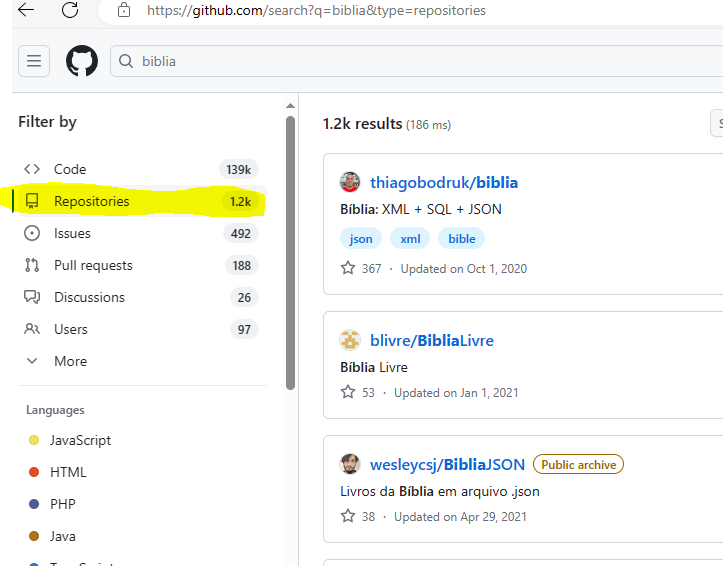 https://github.com/search?q=biblia&type=repositories
biblia
Filter by
Code 139k
Repositories 1.2k
Issues 492
Pull requests 188
Discussions 26
Users 97
More
Languages
JavaScript
HTML
PHP
Java
1.2k results (186 ms)
thiagobodruk/biblia
Bíblia: XML + SQL + JSON
json xml bible
367 · Updated on Oct 1, 2020
blivre/BibliaLivre
Bíblia Livre
53 · Updated on Jan 1, 2021
wesleycsj/BibliaJSON Public archive
Livros da Bíblia em arquivo .json
38 · Updated on Apr 29, 2021